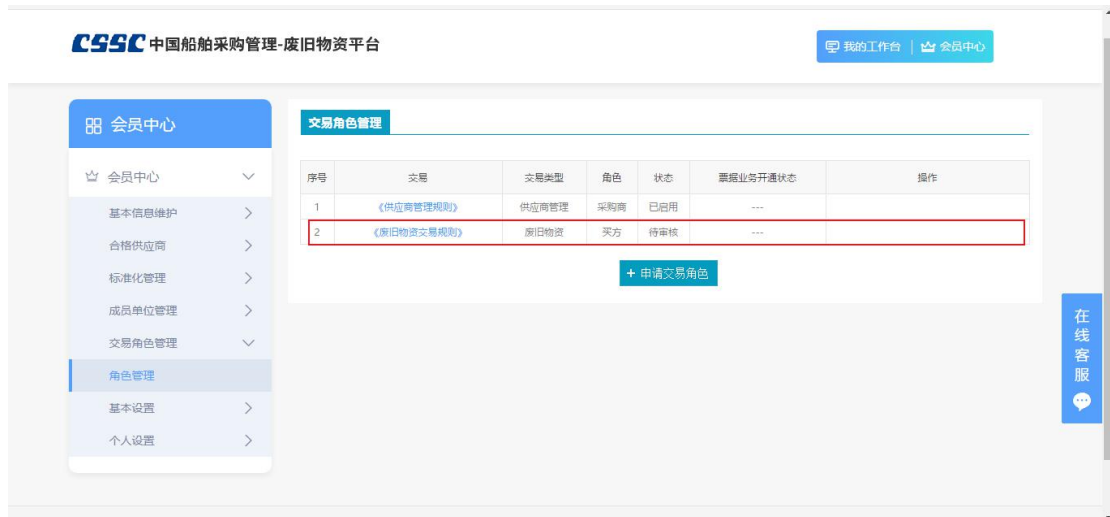 CSSC 中国船舶采购管理-废旧物资平台
我的工作台 | 会员中心
会员中心
会员中心
基本信息维护
合格供应商
标准化管理
成员单位管理
交易角色管理
角色管理
基本设置
个人设置
交易角色管理
序号 交易 交易类型 角色 状态 票据业务开通状态 操作
1 《供应商管理规则》 供应商管理 采购商 已启用 ---
2 《废旧物资交易规则》 废旧物资 买方 待审核 ---
+ 申请交易角色
在线客服